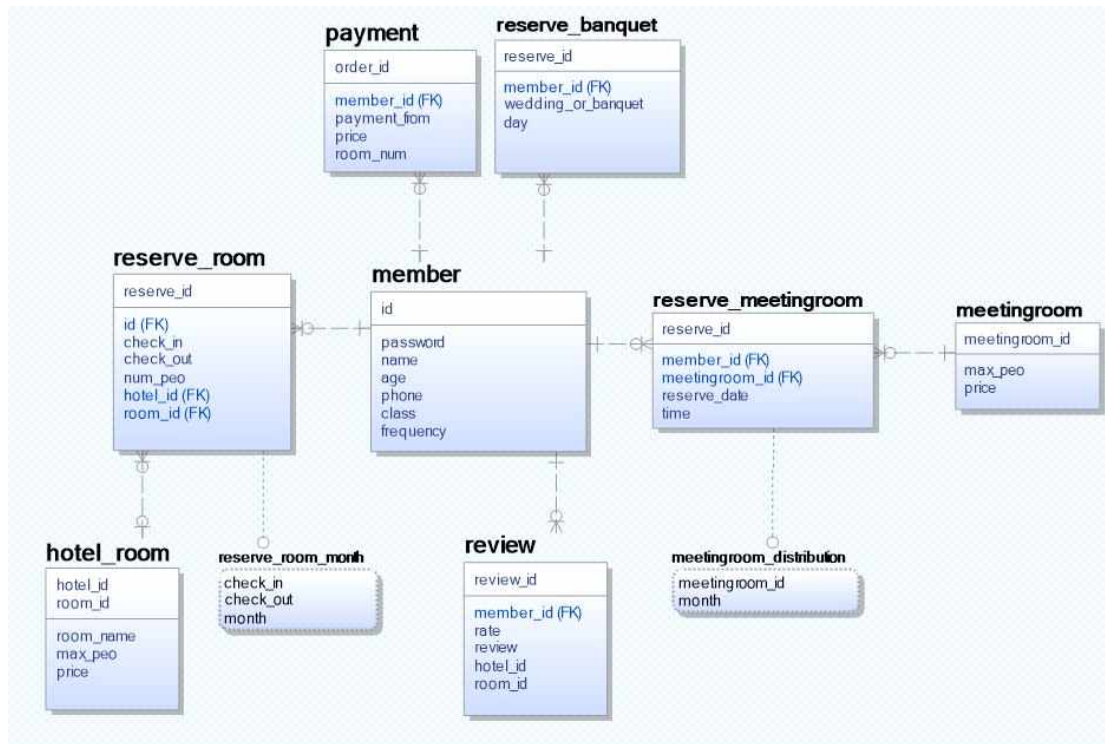 payment
order_id
member_id (FK)
payment_from
price
room_num
reserve_banquet
reserve_id
member_id (FK)
wedding_or_banquet
day
reserve_room
reserve_id
id (FK)
check_in
check_out
num_peo
hotel_id (FK)
room_id (FK)
member
id
password
name
age
phone
class
frequency
reserve_meetingroom
reserve_id
member_id (FK)
meetingroom_id (FK)
reserve_date
time
meetingroom
meetingroom_id
max_peo
price
hotel_room
hotel_id
room_id
room_name
max_peo
price
reserve_room_month
check_in
check_out
month
review
review_id
member_id (FK)
rate
review
hotel_id
room_id
meetingroom_distribution
meetingroom_id
month